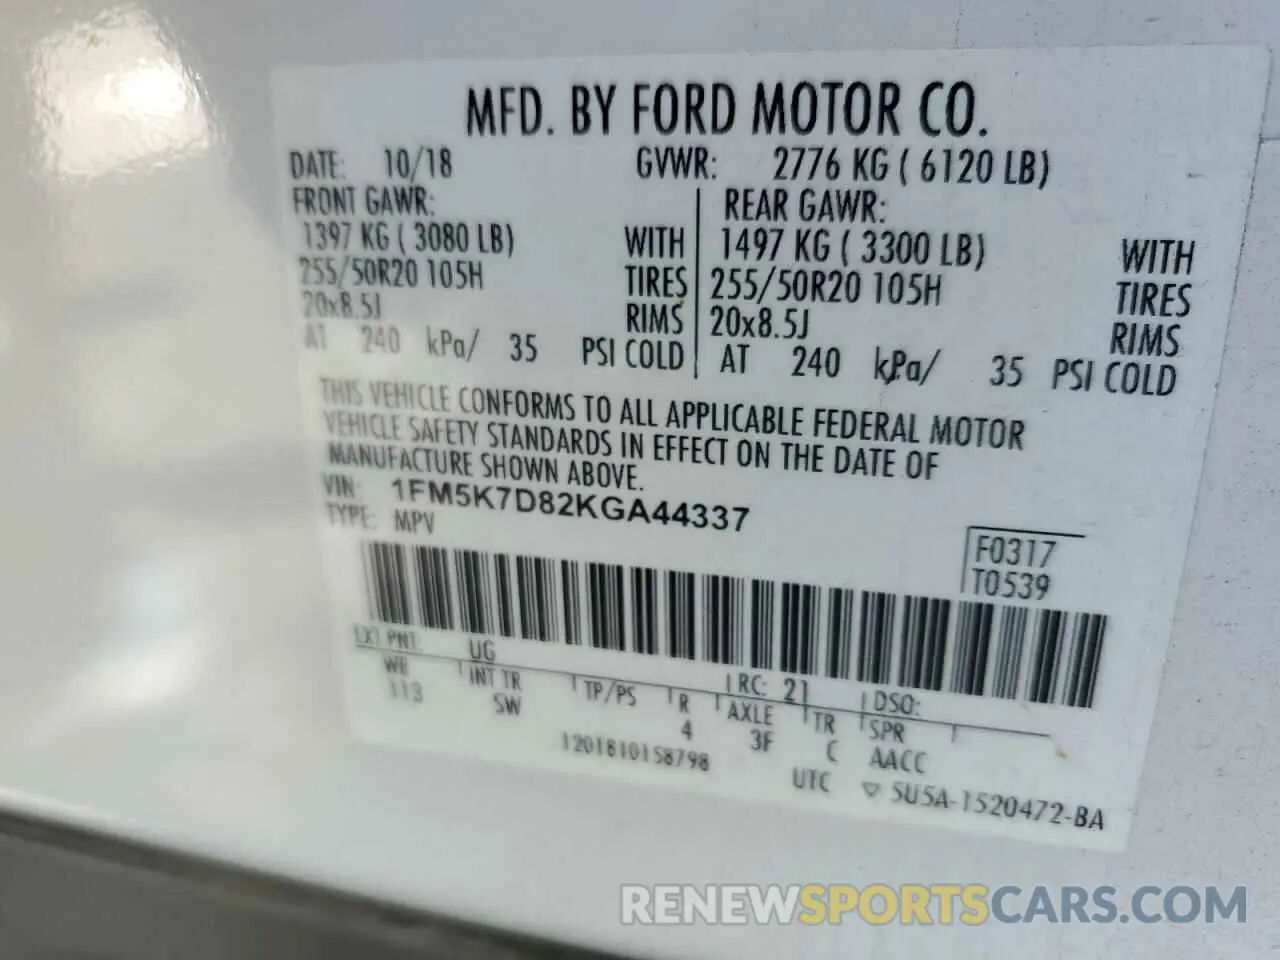 MFD. BY FORD MOTOR CO.
DATE: 10/18 GVWR: 2776 KG ( 6120 LB)
FRONT GAWR: REAR GAWR:
1397 KG ( 3080 LB) WITH 1497 KG ( 3300 LB) WITH
255/50R20 105H TIRES 255/50R20 105H TIRES
20x8.5J RIMS 20x8.5J RIMS
AT 240 kPa/ 35 PSI COLD AT 240 kPa/ 35 PSI COLD
THIS VEHICLE CONFORMS TO ALL APPLICABLE FEDERAL MOTOR
VEHICLE SAFETY STANDARDS IN EFFECT ON THE DATE OF
MANUFACTURE SHOWN ABOVE.
VIN: 1FM5K7D82KGA44337
TYPE: MPV
F0317
T0539
EXT PNT: UG RC: 21 DSO:
WB INT TR TP/PS R AXLE TR SPR
113 SW 4 3F C AACC
1201810158798 UTC ▽ 5U5A-1520472-BA
RENEWSPORTSCARS.COM